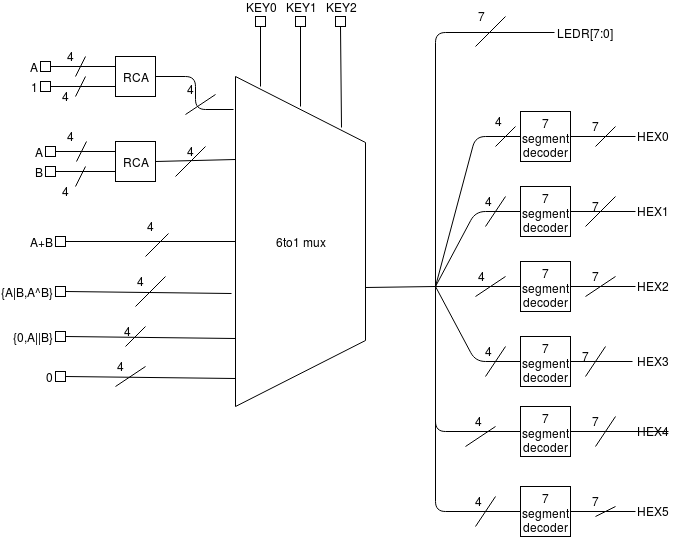 KEY0 KEY1 KEY2
7
LEDR[7:0]
4
A
1
4
RCA
4
4
A
B
4
RCA
4
A+B
4
{A|B,A^B}
4
{0,A||B}
4
0
4
6to1 mux
4
7
segment
decoder
7
HEX0
4
7
segment
decoder
7
HEX1
4
7
segment
decoder
7
HEX2
4
7
segment
decoder
7
HEX3
4
7
segment
decoder
7
HEX4
4
7
segment
decoder
7
HEX5